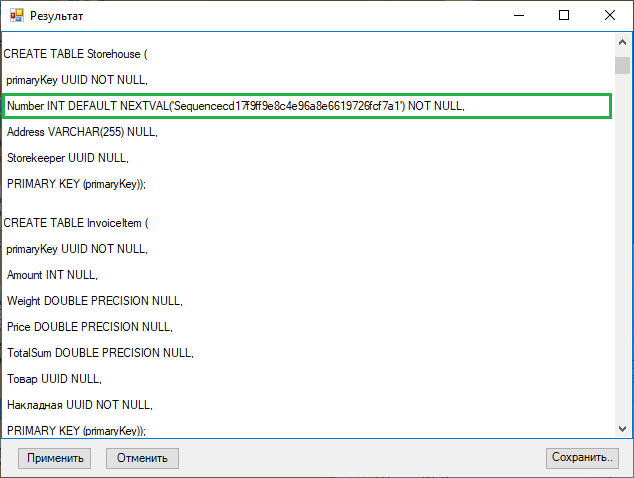 Результат
CREATE TABLE Storehouse (
primaryKey UUID NOT NULL,
Number INT DEFAULT NEXTVAL('Sequencecd17f9ff9e8c4e96a8e6619726fcf7a1') NOT NULL,
Address VARCHAR(255) NULL,
Storekeeper UUID NULL,
PRIMARY KEY (primaryKey));
CREATE TABLE InvoiceItem (
primaryKey UUID NOT NULL,
Amount INT NULL,
Weight DOUBLE PRECISION NULL,
Price DOUBLE PRECISION NULL,
TotalSum DOUBLE PRECISION NULL,
Товар UUID NULL,
Накладная UUID NOT NULL,
PRIMARY KEY (primaryKey));
Применить Отменить Сохранить..